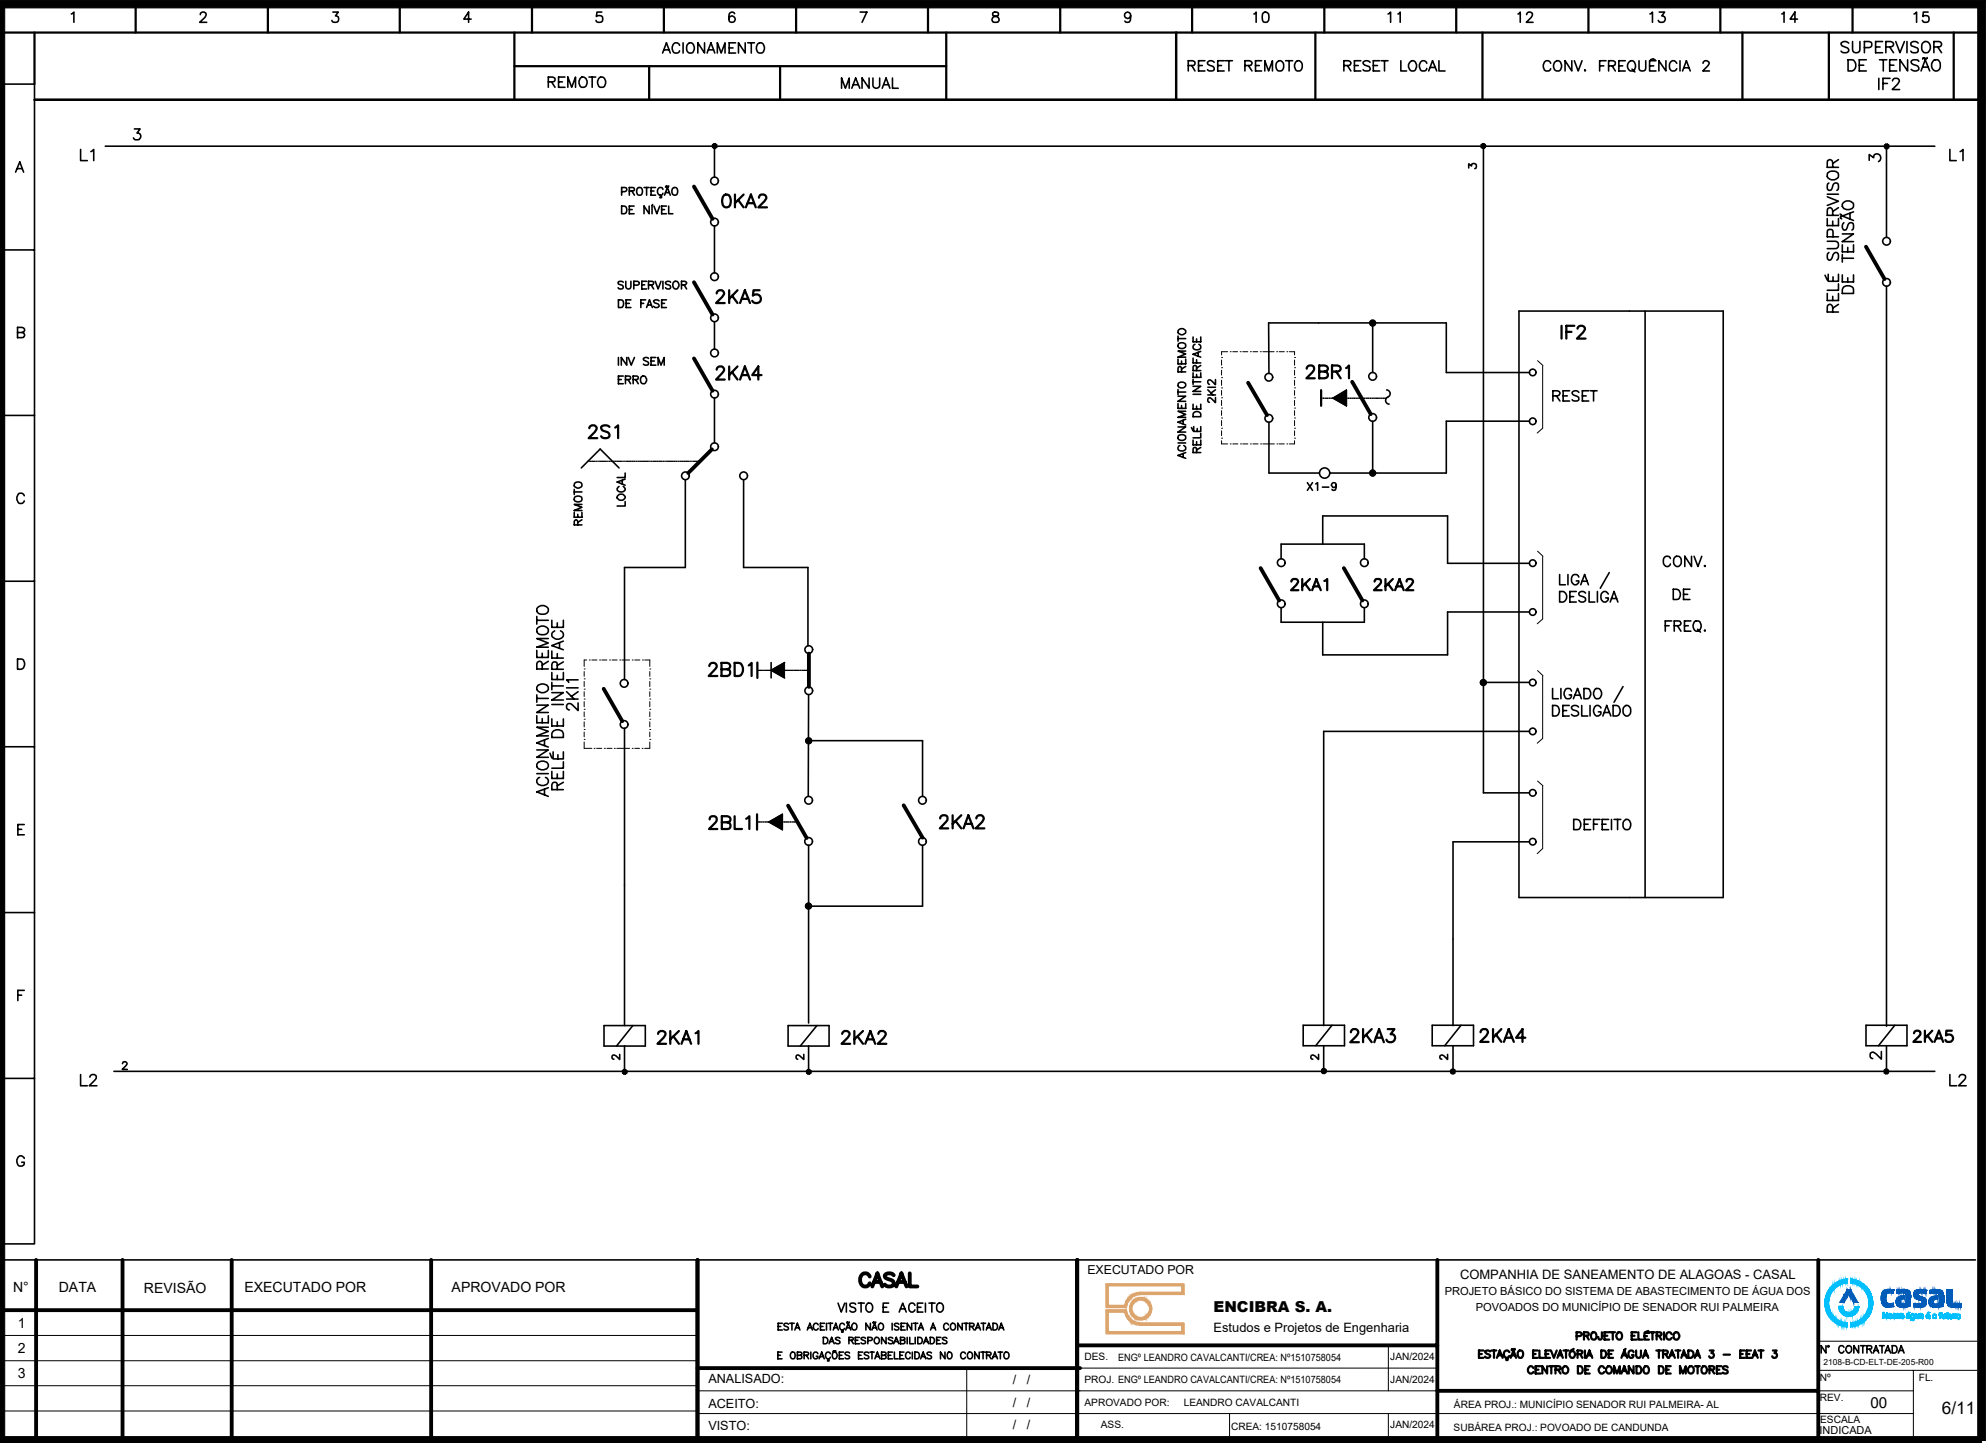 1 2 3 4 5 6 7 8 9 10 11 12 13 14 15
ACIONAMENTO
REMOTO
MANUAL
RESET REMOTO
RESET LOCAL
CONV. FREQUÊNCIA 2
SUPERVISOR
DE TENSÃO
IF2
A
B
C
D
E
F
G
L1
3
L1
PROTEÇÃO
DE NÍVEL
0KA2
SUPERVISOR
DE FASE
2KA5
INV SEM
ERRO
2KA4
2S1
REMOTO
LOCAL
ACIONAMENTO REMOTO
RELÉ DE INTERFACE
2KI1
2BD1
2BL1
2KA2
2KA1
2
2KA2
2
ACIONAMENTO REMOTO
RELÉ DE INTERFACE
2KI2
2BR1
X1-9
3
IF2
RESET
2KA1
2KA2
LIGA /
DESLIGA
CONV.
DE
FREQ.
LIGADO /
DESLIGADO
DEFEITO
2KA3
2
2KA4
2
3
RELÉ SUPERVISOR
DE TENSÃO
2KA5
2
L2
2
L2
N°
DATA
REVISÃO
EXECUTADO POR
APROVADO POR
1
2
3
CASAL
VISTO E ACEITO
ESTA ACEITAÇÃO NÃO ISENTA A CONTRATADA
DAS RESPONSABILIDADES
E OBRIGAÇÕES ESTABELECIDAS NO CONTRATO
ANALISADO: / /
ACEITO: / /
VISTO: / /
EXECUTADO POR
ENCIBRA S. A.
Estudos e Projetos de Engenharia
DES. ENGº LEANDRO CAVALCANTI/CREA: Nº1510758054 JAN/2024
PROJ. ENGº LEANDRO CAVALCANTI/CREA: Nº1510758054 JAN/2024
APROVADO POR: LEANDRO CAVALCANTI
ASS. CREA: 1510758054 JAN/2024
COMPANHIA DE SANEAMENTO DE ALAGOAS - CASAL
PROJETO BÁSICO DO SISTEMA DE ABASTECIMENTO DE ÁGUA DOS
POVOADOS DO MUNICÍPIO DE SENADOR RUI PALMEIRA
PROJETO ELÉTRICO
ESTAÇÃO ELEVATÓRIA DE ÁGUA TRATADA 3 – EEAT 3
CENTRO DE COMANDO DE MOTORES
ÁREA PROJ.: MUNICÍPIO SENADOR RUI PALMEIRA- AL
SUBÁREA PROJ.: POVOADO DE CANDUNDA
casal
N° CONTRATADA
2108-B-CD-ELT-DE-205-R00
Nº
FL.
REV. 00
6/11
ESCALA
INDICADA